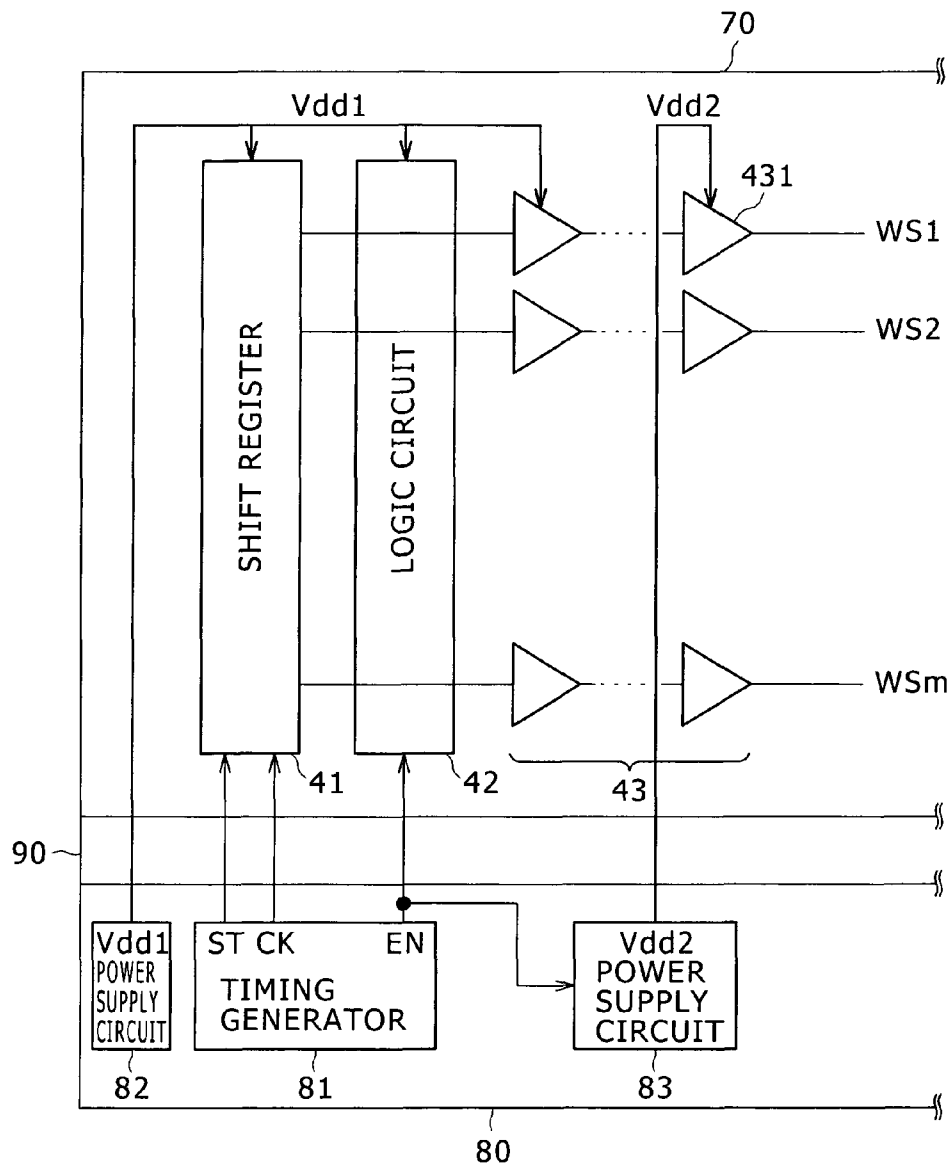 70
Vdd1
Vdd2
431
WS1
WS2
SHIFT REGISTER
LOGIC CIRCUIT
WSm
41
42
43
90
Vdd1
POWER
SUPPLY
CIRCUIT
ST CK EN
TIMING
GENERATOR
Vdd2
POWER
SUPPLY
CIRCUIT
82
81
83
80